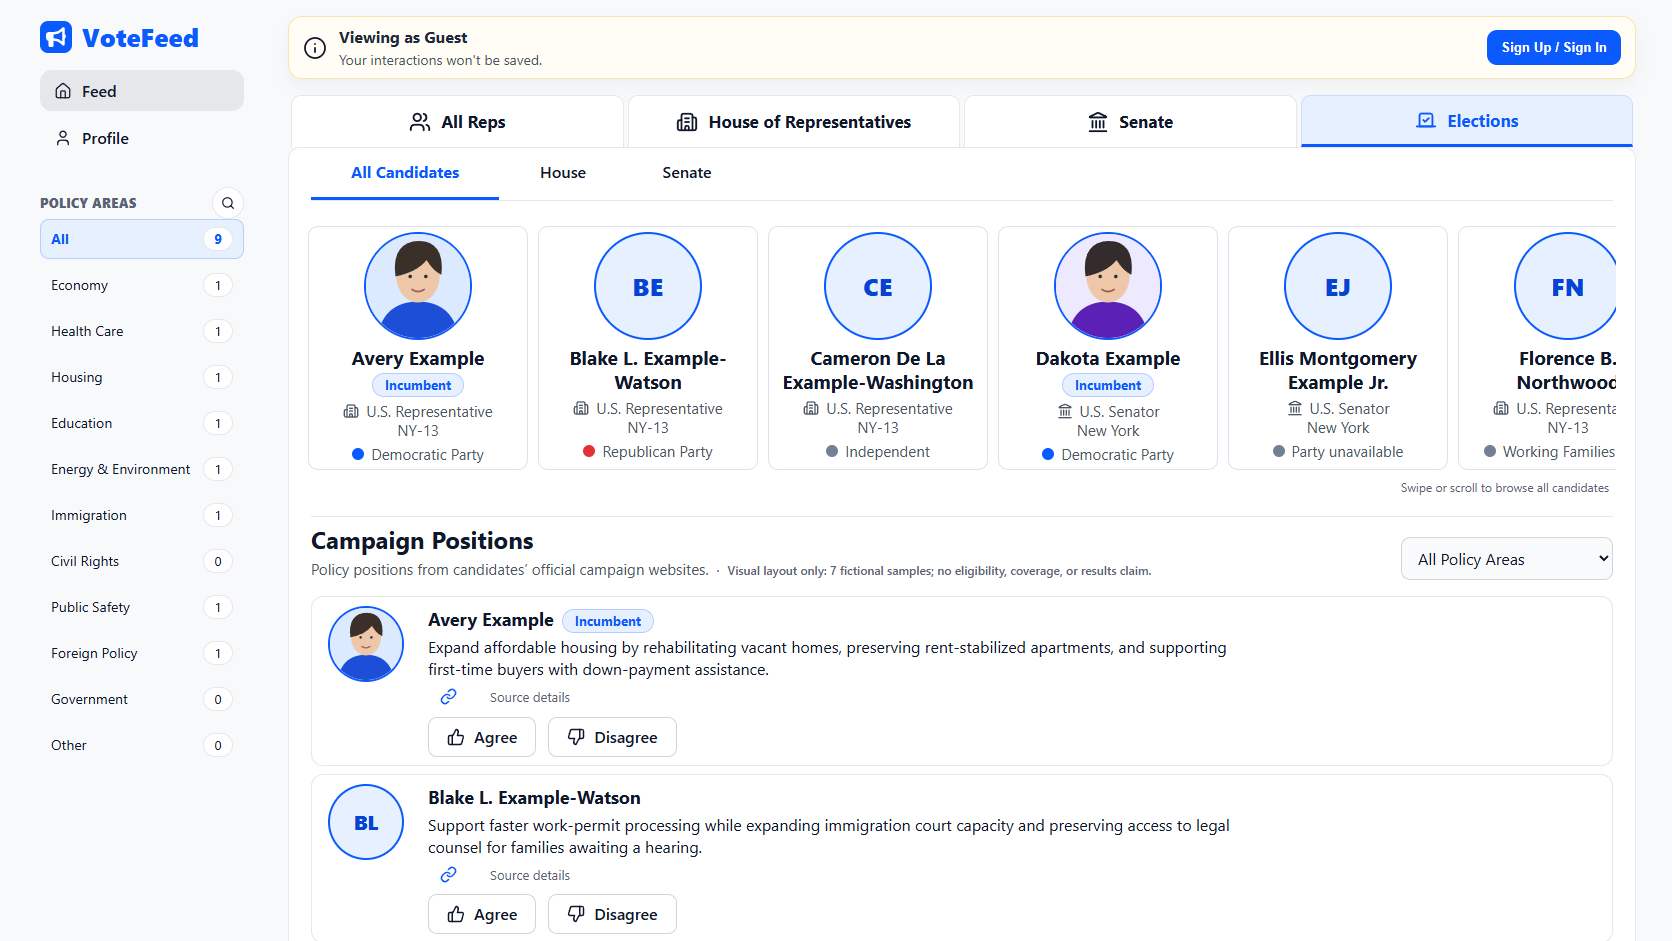 VoteFeed
Feed
Profile
POLICY AREAS
All 9
Economy 1
Health Care 1
Housing 1
Education 1
Energy & Environment 1
Immigration 1
Civil Rights 0
Public Safety 1
Foreign Policy 1
Government 0
Other 0
Viewing as Guest
Your interactions won't be saved.
Sign Up / Sign In
All Reps
House of Representatives
Senate
Elections
All Candidates
House
Senate
Avery Example
Incumbent
U.S. Representative
NY-13
Democratic Party
BE
Blake L. Example-
Watson
U.S. Representative
NY-13
Republican Party
CE
Cameron De La
Example-Washington
U.S. Representative
NY-13
Independent
Dakota Example
Incumbent
U.S. Senator
New York
Democratic Party
EJ
Ellis Montgomery
Example Jr.
U.S. Senator
New York
Party unavailable
FN
Florence B.
Northwood
U.S. Representa
NY-13
Working Families
Swipe or scroll to browse all candidates
Campaign Positions
Policy positions from candidates’ official campaign websites. · Visual layout only: 7 fictional samples; no eligibility, coverage, or results claim.
All Policy Areas
Avery Example Incumbent
Expand affordable housing by rehabilitating vacant homes, preserving rent-stabilized apartments, and supporting
first-time buyers with down-payment assistance.
Source details
Agree
Disagree
BL
Blake L. Example-Watson
Support faster work-permit processing while expanding immigration court capacity and preserving access to legal
counsel for families awaiting a hearing.
Source details
Agree
Disagree